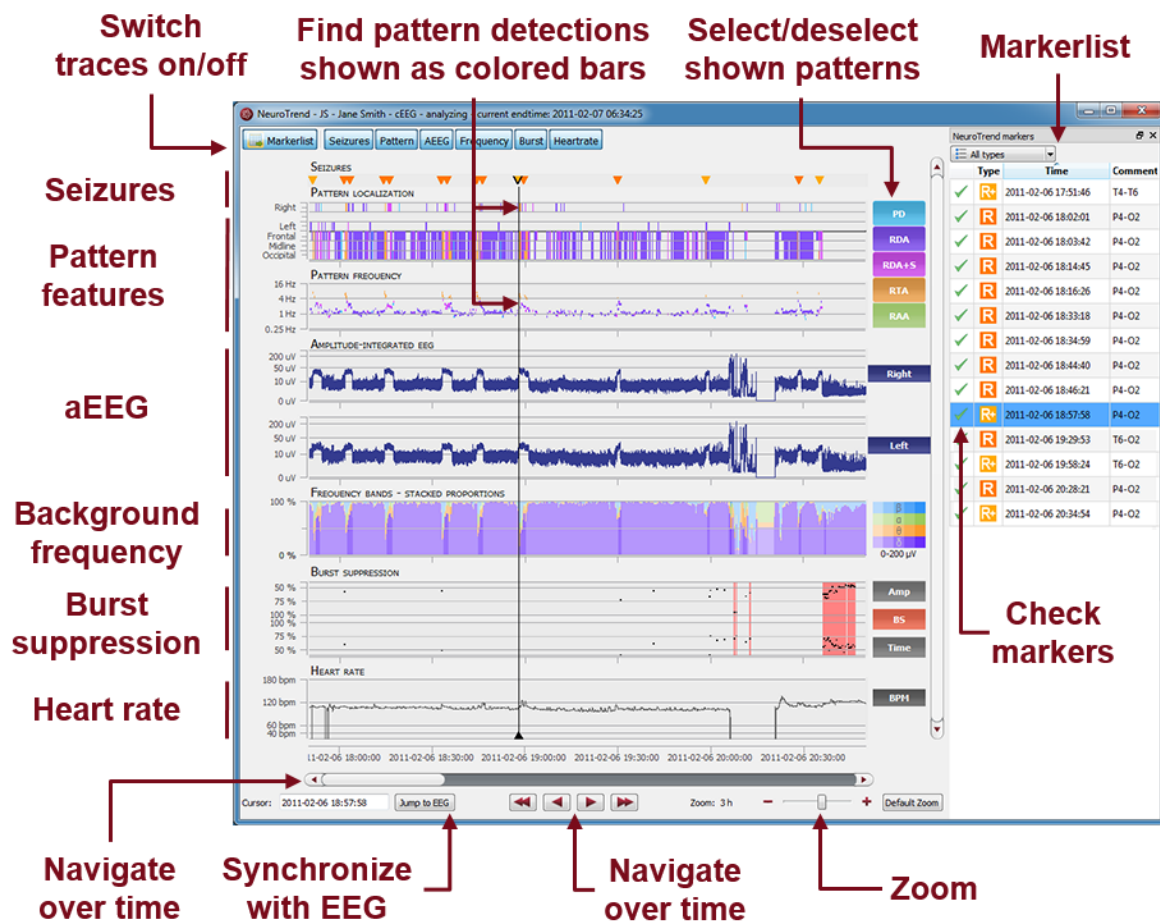 Switch
traces on/off
Find pattern detections
shown as colored bars
Select/deselect
shown patterns
Markerlist
NeuroTrend - JS - Jane Smith - cEEG - analyzing - current endtime: 2011-02-07 06:34:25
Markerlist Seizures Pattern AEEG Frequency Burst Heartrate
NeuroTrend markers
All types
Type Time Comment
R+ 2011-02-06 17:51:46 T4-T6
R 2011-02-06 18:02:01 P4-O2
R 2011-02-06 18:03:42 P4-O2
R 2011-02-06 18:14:45 P4-O2
R 2011-02-06 18:16:26 P4-O2
R 2011-02-06 18:33:18 P4-O2
R 2011-02-06 18:34:59 P4-O2
R 2011-02-06 18:44:40 P4-O2
R 2011-02-06 18:46:21 P4-O2
R+ 2011-02-06 18:57:58 P4-O2
R 2011-02-06 19:29:53 T6-O2
R+ 2011-02-06 19:58:24 T6-O2
R 2011-02-06 20:28:21 P4-O2
R+ 2011-02-06 20:34:54 P4-O2
Seizures
SEIZURES
Pattern
features
PATTERN LOCALIZATION
Right
Left
Frontal
Midline
Occipital
PD
RDA
RDA+S
RTA
RAA
PATTERN FREQUENCY
16 Hz
4 Hz
1 Hz
0.25 Hz
aEEG
AMPLITUDE-INTEGRATED EEG
200 uV
50 uV
10 uV
0 uV
Right
200 uV
50 uV
10 uV
0 uV
Left
Background
frequency
FREQUENCY BANDS - STACKED PROPORTIONS
100 %
0 %
β
α
θ
δ
0-200 μV
Burst
suppression
BURST SUPPRESSION
50 %
75 %
100 %
100 %
75 %
50 %
Amp
BS
Time
Check
markers
Heart rate
HEART RATE
180 bpm
120 bpm
60 bpm
40 bpm
BPM
11-02-06 18:00:00 2011-02-06 18:30:00 2011-02-06 19:00:00 2011-02-06 19:30:00 2011-02-06 20:00:00 2011-02-06 20:30:00
Cursor: 2011-02-06 18:57:58 Jump to EEG Zoom: 3 h Default Zoom
Navigate
over time
Synchronize
with EEG
Navigate
over time
Zoom